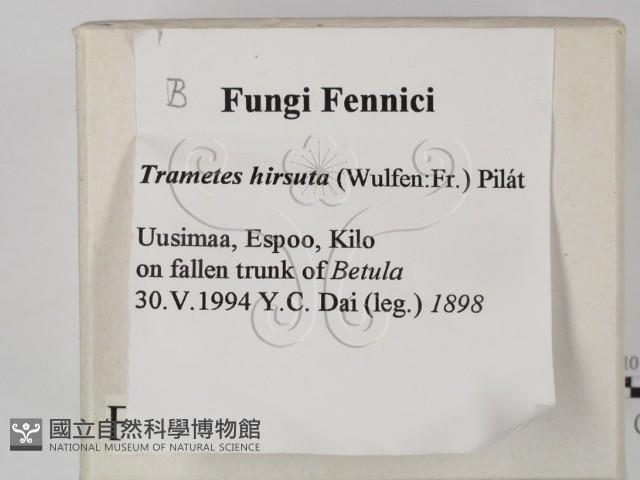 B
Fungi Fennici
Trametes hirsuta (Wulfen:Fr.) Pilát
Uusimaa, Espoo, Kilo
on fallen trunk of Betula
30.V.1994 Y.C. Dai (leg.) 1898
F
國立自然科學博物館
NATIONAL MUSEUM OF NATURAL SCIENCE
10